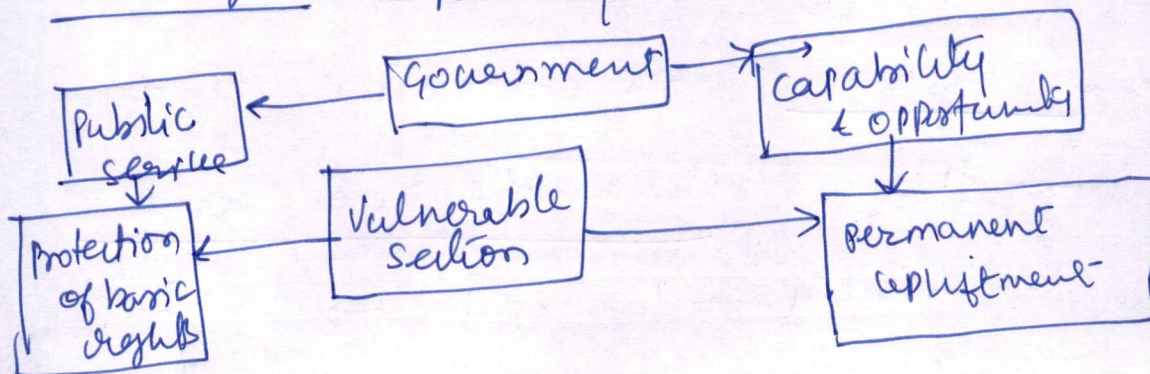 Government
Public
service
Capability
& opportunity
Vulnerable
section
Protection
of basic
rights
permanent
upliftment